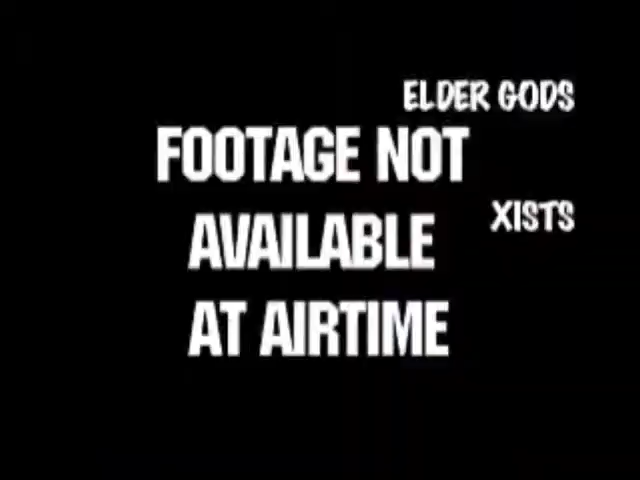 ELDER GODS
FOOTAGE NOT
XISTS
AVAILABLE
AT AIRTIME